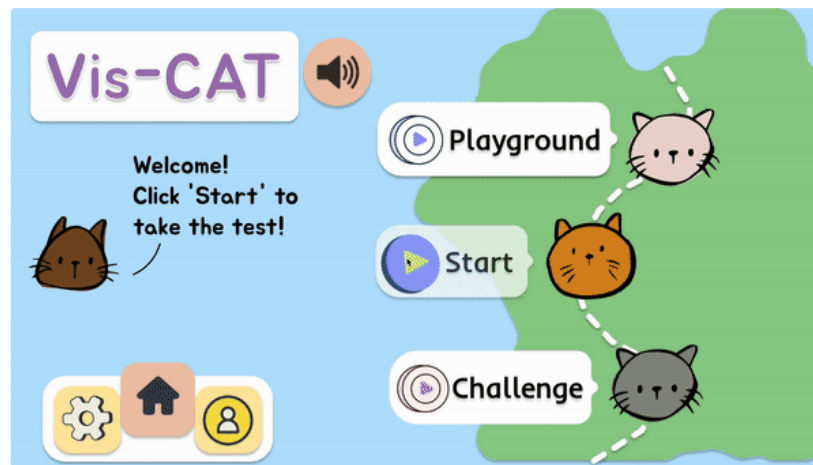 Vis-CAT
Welcome!
Click 'Start' to
take the test!
Playground
Start
Challenge